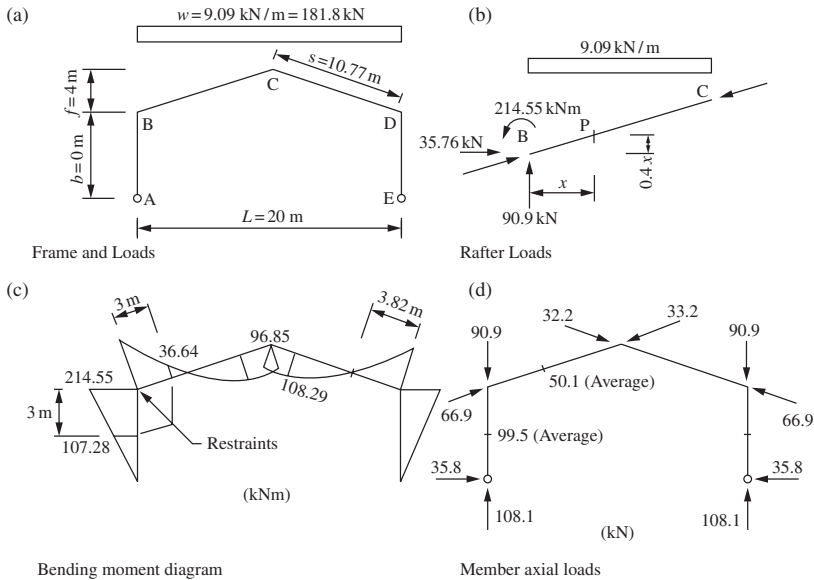 (a)
w = 9.09 kN / m = 181.8 kN
s=10.77 m
f = 4 m
C
B
D
b=0 m
A
E
L = 20 m
Frame and Loads
(b)
9.09 kN / m
C
214.55 kNm
P
B
35.76 kN
0.4 x
x
90.9 kN
Rafter Loads
(c)
3 m
3.82 m
36.64
96.85
214.55
108.29
3 m
107.28
Restraints
(kNm)
Bending moment diagram
(d)
32.2
33.2
90.9
90.9
50.1 (Average)
66.9
66.9
99.5 (Average)
35.8
35.8
108.1
108.1
(kN)
Member axial loads